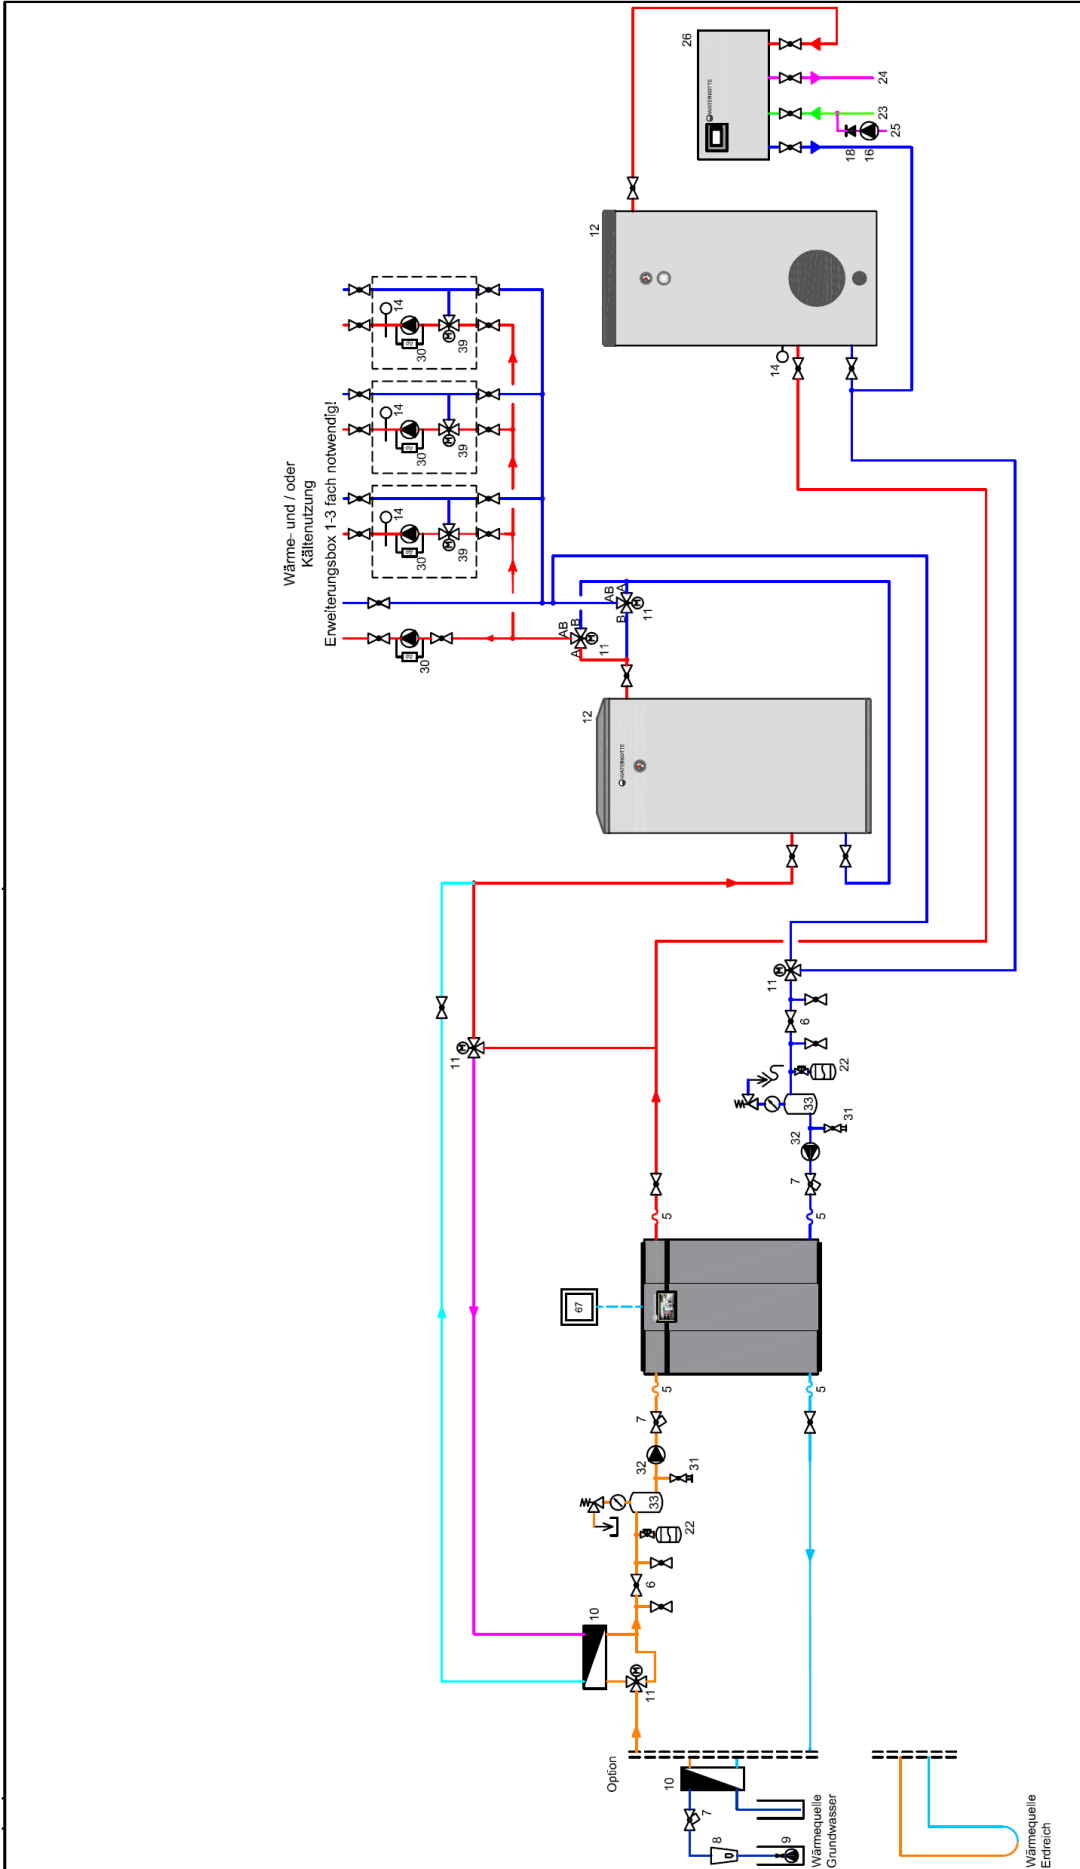 Wärme- und / oder
Kältenutzung
Erweiterungsbox 1-3 fach notwendig!
14
14
14
30
30
30
30
39
39
39
11
AB
B
A
11
AB
A
B
11
67
12
WATERKOTTE
12
26
WATERKOTTE
24
23
25
18
16
14
10
11
Option
6
22
33
31
32
7
5
5
5
5
7
32
31
33
22
6
11
10
7
8
9
Wärmequelle
Grundwasser
Wärmequelle
Erdreich